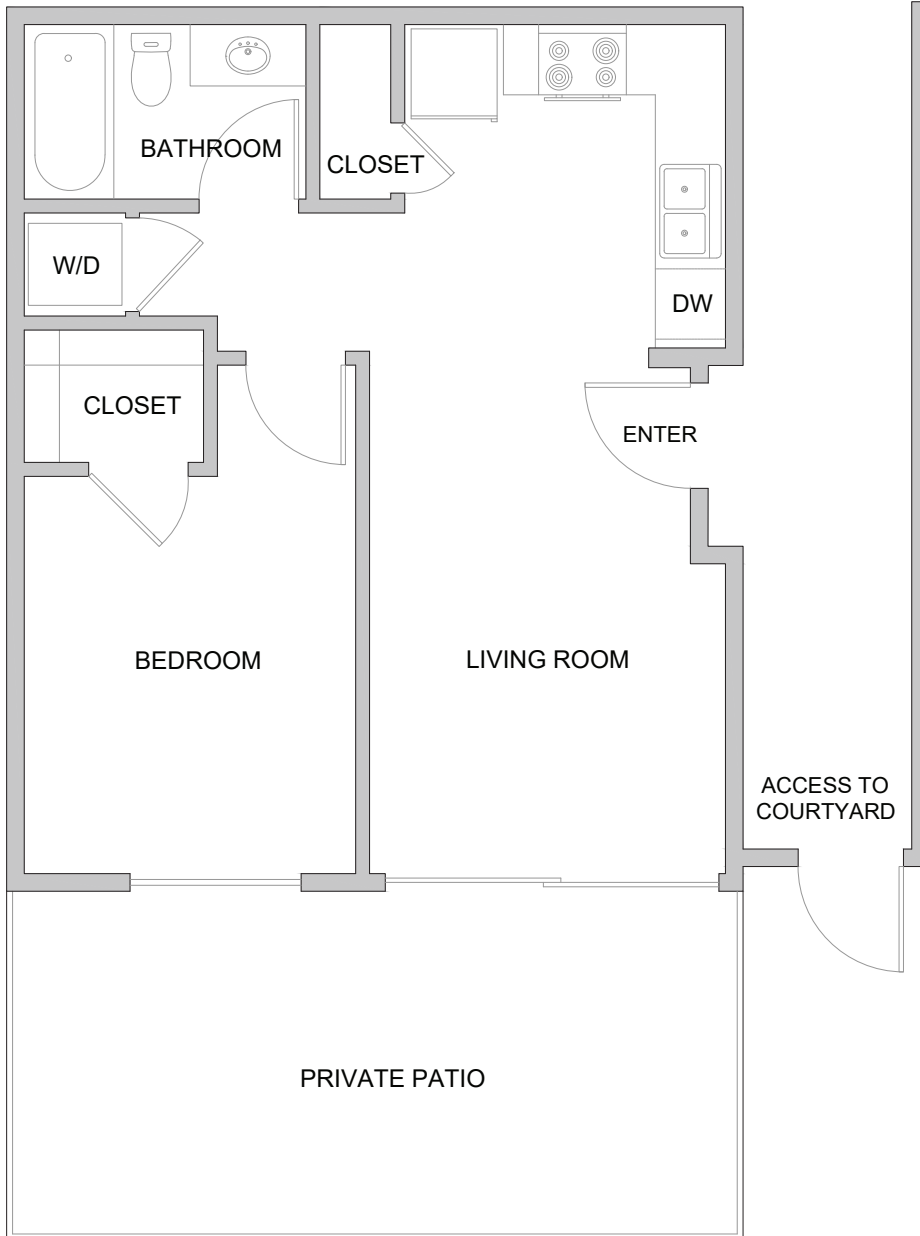 BATHROOM
CLOSET
W/D
DW
CLOSET
ENTER
BEDROOM
LIVING ROOM
ACCESS TO
COURTYARD
PRIVATE PATIO